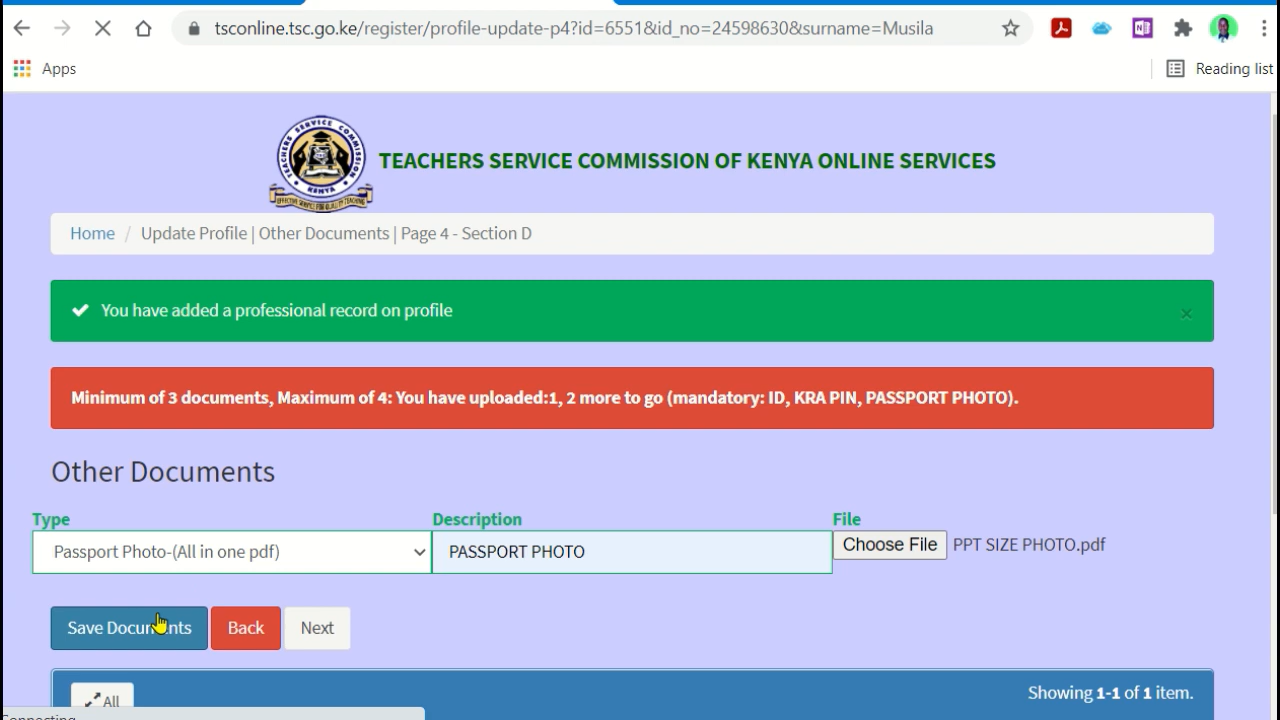 tsconline.tsc.go.ke/register/profile-update-p4?id=6551&id_no=24598630&surname=Musila
Apps
Reading list
TEACHERS SERVICE COMMISSION
KENYA
TEACHERS SERVICE COMMISSION OF KENYA ONLINE SERVICES
Home / Update Profile | Other Documents | Page 4 - Section D
You have added a professional record on profile
×
Minimum of 3 documents, Maximum of 4: You have uploaded:1, 2 more to go (mandatory: ID, KRA PIN, PASSPORT PHOTO).
Other Documents
Type Description File
Passport Photo-(All in one pdf) PASSPORT PHOTO Choose File PPT SIZE PHOTO.pdf
Save Documents Back Next
All Showing 1-1 of 1 item.